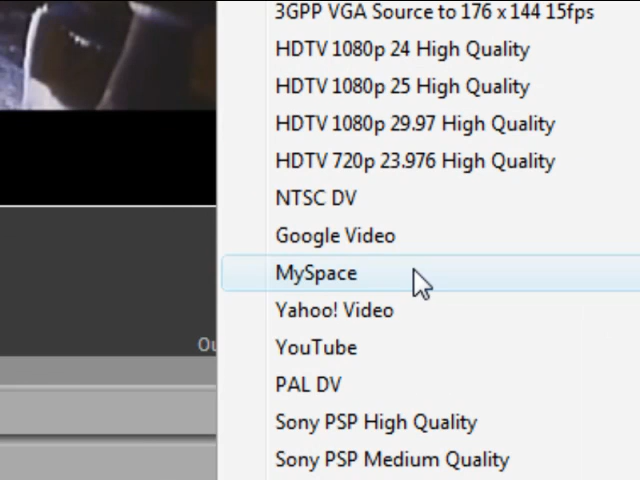 3GPP VGA Source to 176 x 144 15fps
HDTV 1080p 24 High Quality
HDTV 1080p 25 High Quality
HDTV 1080p 29.97 High Quality
HDTV 720p 23.976 High Quality
NTSC DV
Google Video
MySpace
Yahoo! Video
YouTube
PAL DV
Sony PSP High Quality
Sony PSP Medium Quality